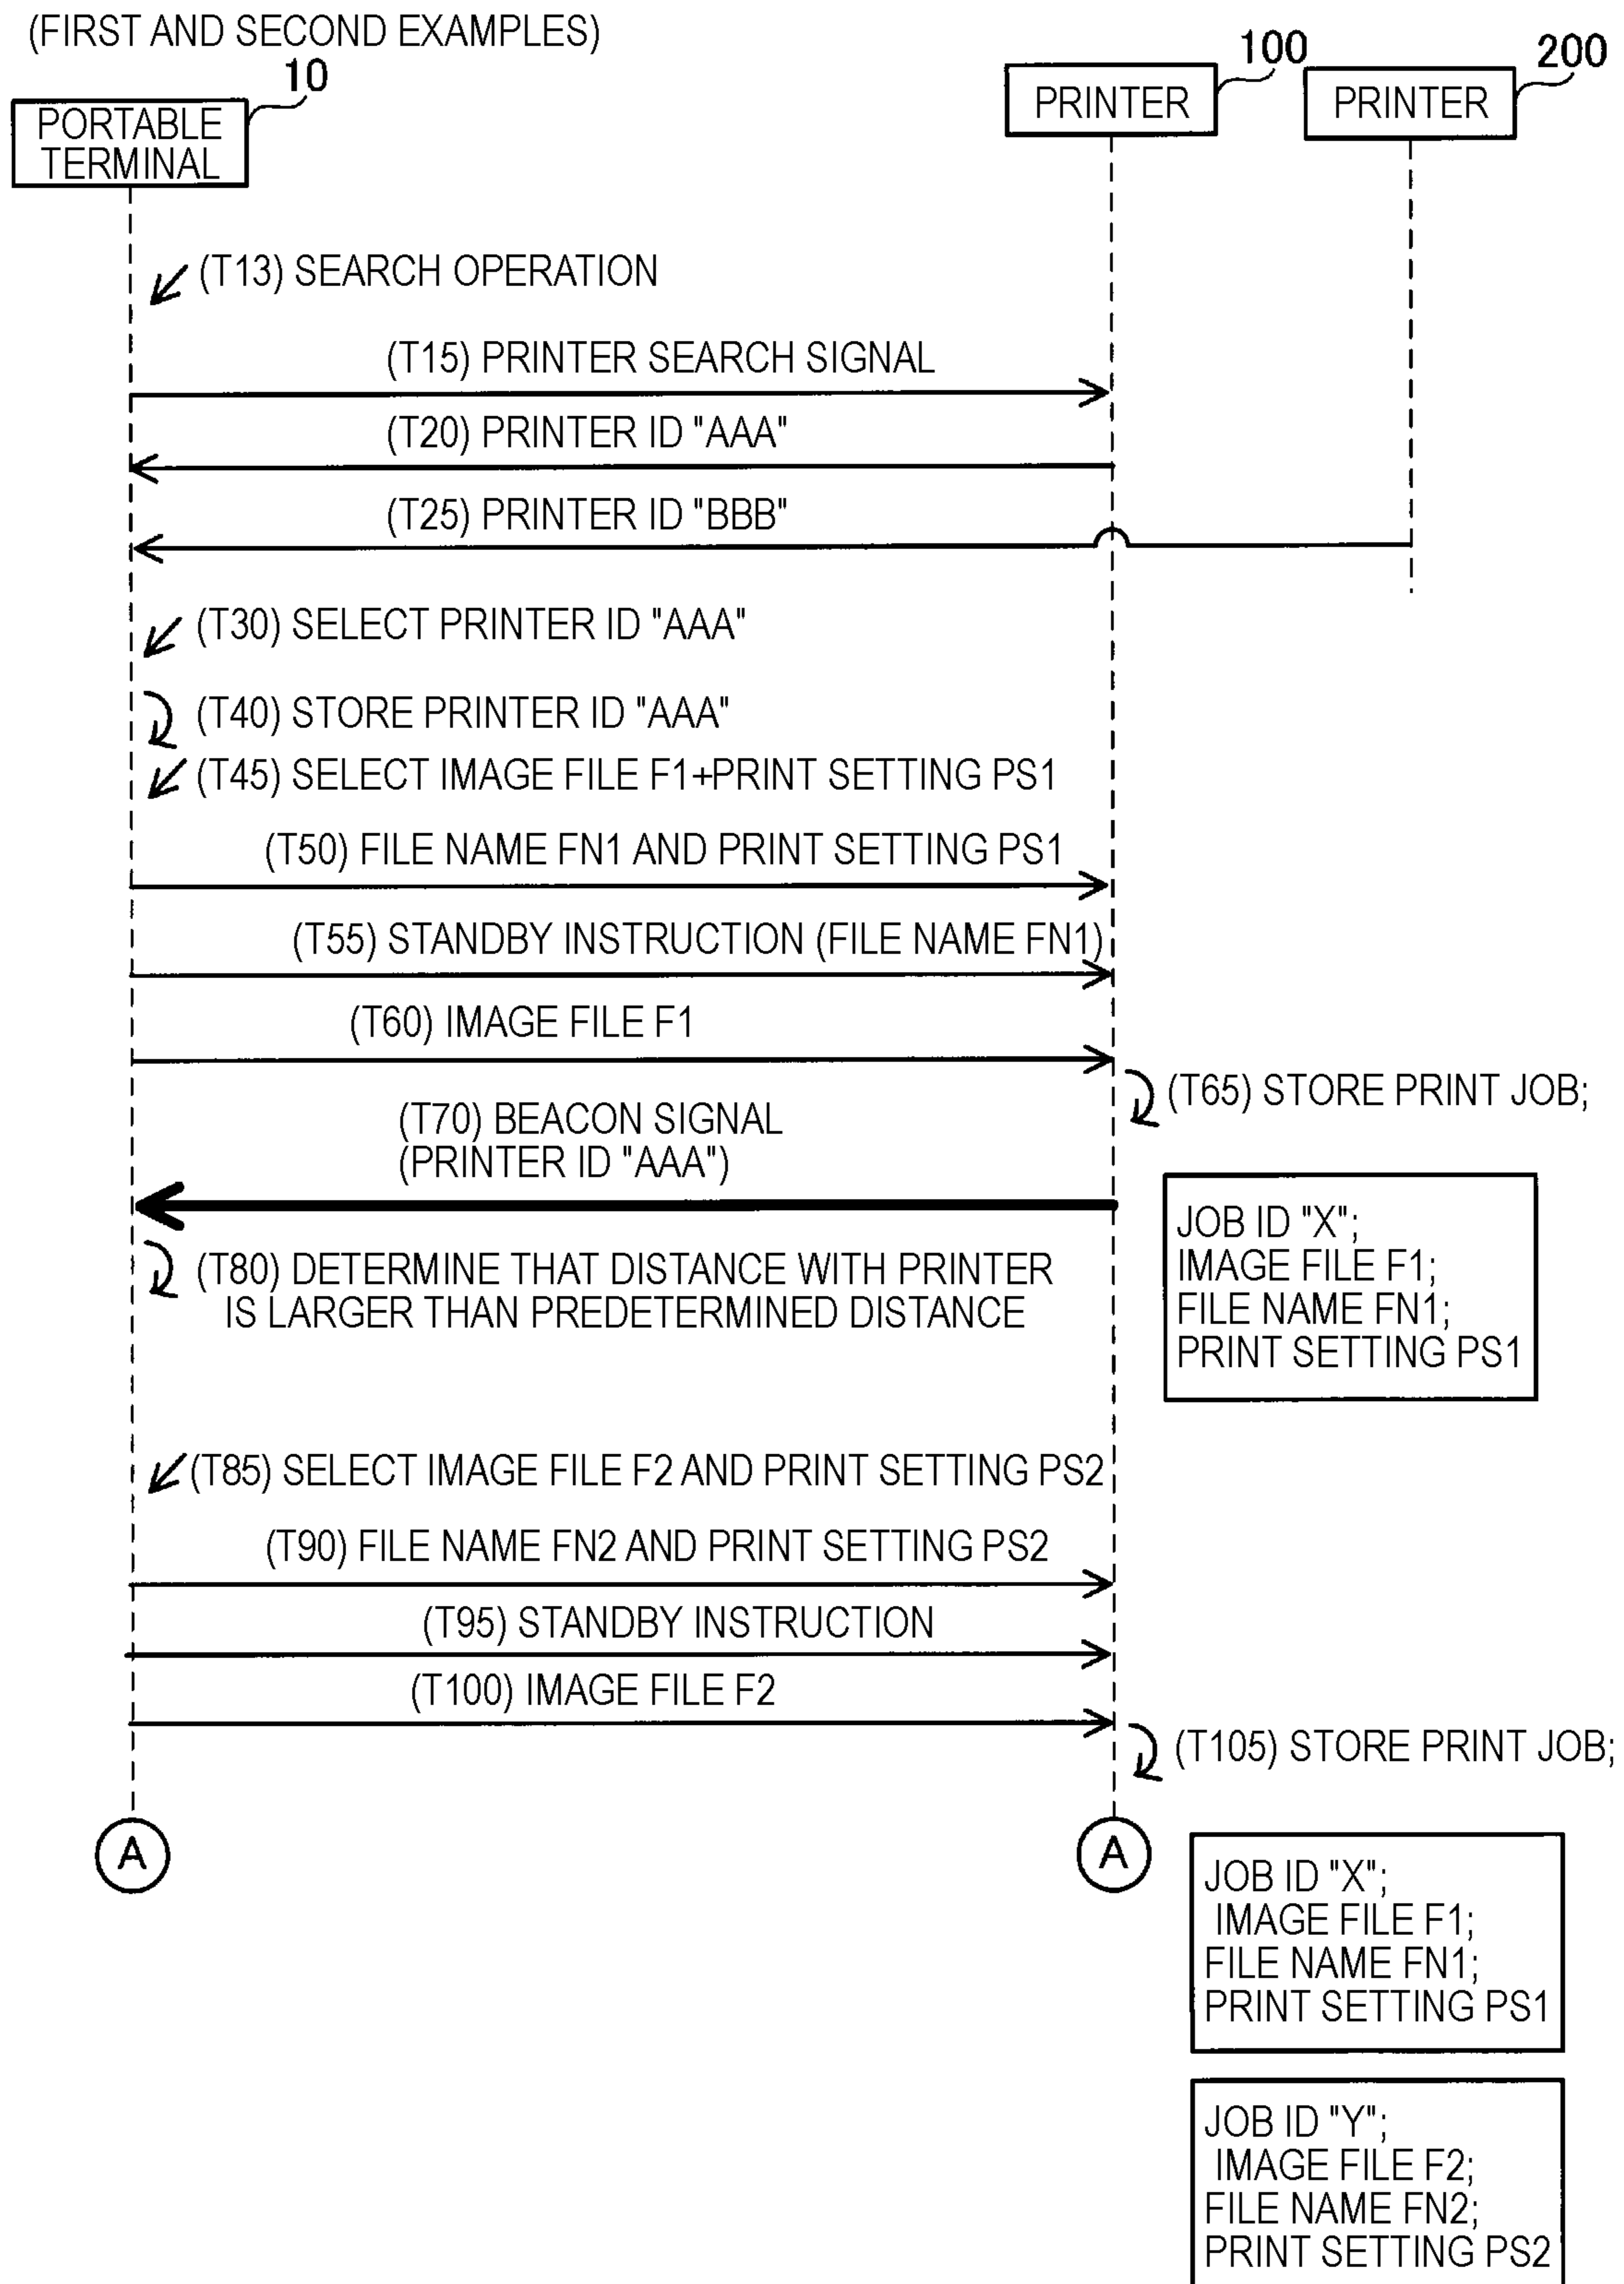 (FIRST AND SECOND EXAMPLES)
10
100
200
PORTABLE
TERMINAL
PRINTER
PRINTER
(T13) SEARCH OPERATION
(T15) PRINTER SEARCH SIGNAL
(T20) PRINTER ID "AAA"
(T25) PRINTER ID "BBB"
(T30) SELECT PRINTER ID "AAA"
(T40) STORE PRINTER ID "AAA"
(T45) SELECT IMAGE FILE F1+PRINT SETTING PS1
(T50) FILE NAME FN1 AND PRINT SETTING PS1
(T55) STANDBY INSTRUCTION (FILE NAME FN1)
(T60) IMAGE FILE F1
(T65) STORE PRINT JOB;
(T70) BEACON SIGNAL
(PRINTER ID "AAA")
JOB ID "X";
IMAGE FILE F1;
FILE NAME FN1;
PRINT SETTING PS1
(T80) DETERMINE THAT DISTANCE WITH PRINTER
IS LARGER THAN PREDETERMINED DISTANCE
(T85) SELECT IMAGE FILE F2 AND PRINT SETTING PS2
(T90) FILE NAME FN2 AND PRINT SETTING PS2
(T95) STANDBY INSTRUCTION
(T100) IMAGE FILE F2
(T105) STORE PRINT JOB;
A
A
JOB ID "X";
IMAGE FILE F1;
FILE NAME FN1;
PRINT SETTING PS1
JOB ID "Y";
IMAGE FILE F2;
FILE NAME FN2;
PRINT SETTING PS2